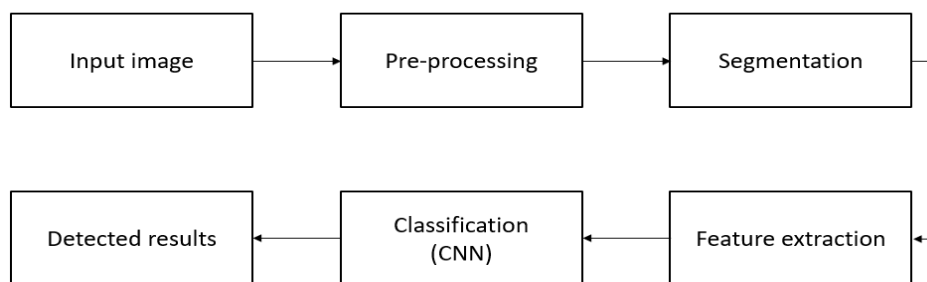 Input image
Pre-processing
Segmentation
Feature extraction
Classification
(CNN)
Detected results